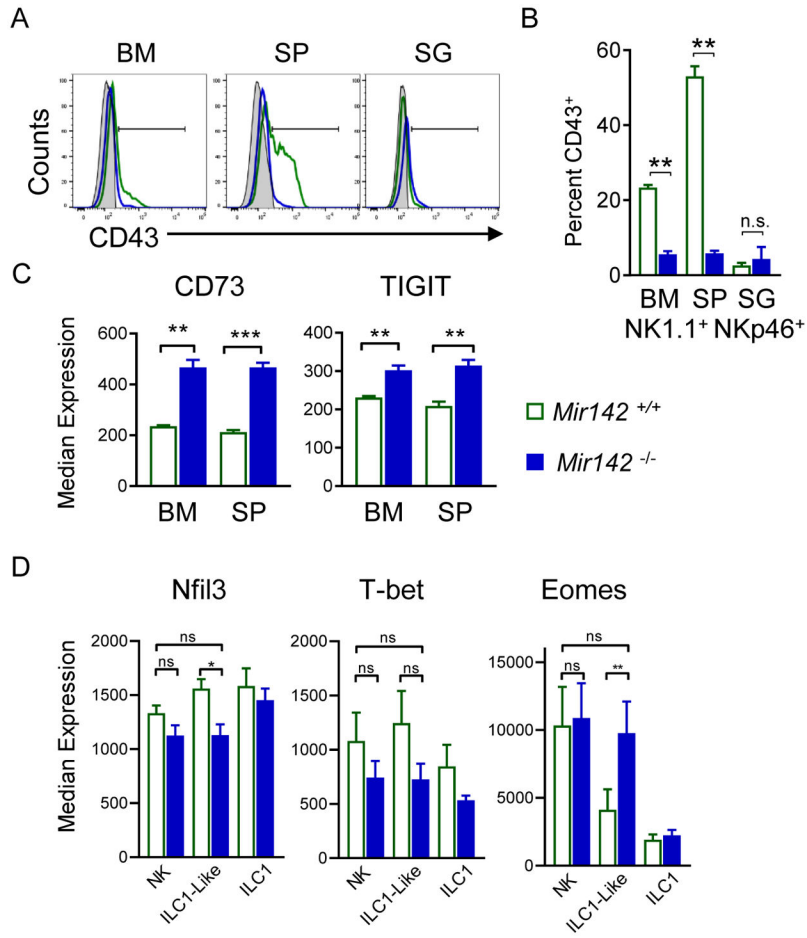 A
BM SP SG
Counts
CD43
B
Percent CD43+
60
40
20
0
** ** n.s.
BM SP SG
NK1.1+ NKp46+
C
CD73
TIGIT
Median Expression
600
400
200
0
** ***
BM SP
400
300
200
100
0
** **
BM SP
Mir142 +/+
Mir142 -/-
D
Nfil3
T-bet
Eomes
Median Expression
2000
1500
1000
500
0
ns
ns *
NK
ILC1-Like
ILC1
2000
1500
1000
500
0
ns
ns ns
NK
ILC1-Like
ILC1
15000
10000
5000
0
ns
ns **
NK
ILC1-Like
ILC1